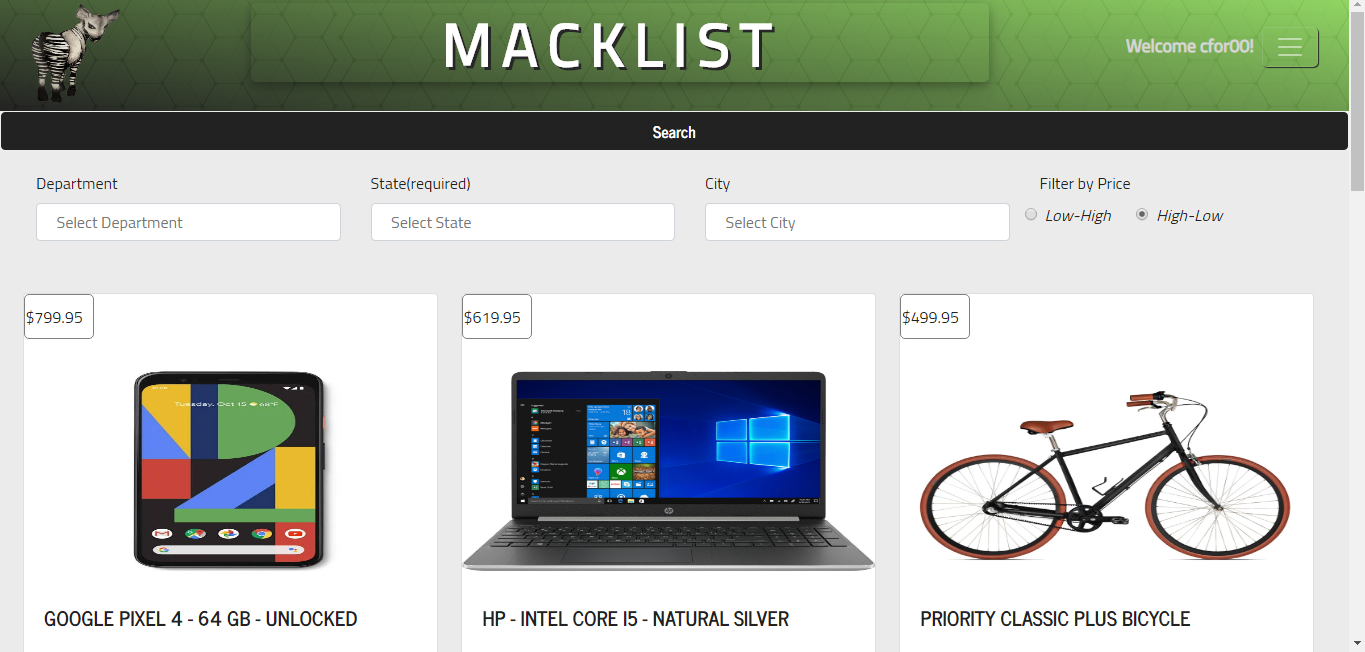 MACKLIST
Welcome cfor00!
Search
Department
State(required)
City
Filter by Price
Select Department
Select State
Select City
Low-High
High-Low
$799.95
$619.95
$499.95
Tuesday, Oct 15
68°F
hp
GOOGLE PIXEL 4 - 64 GB - UNLOCKED
HP - INTEL CORE I5 - NATURAL SILVER
PRIORITY CLASSIC PLUS BICYCLE